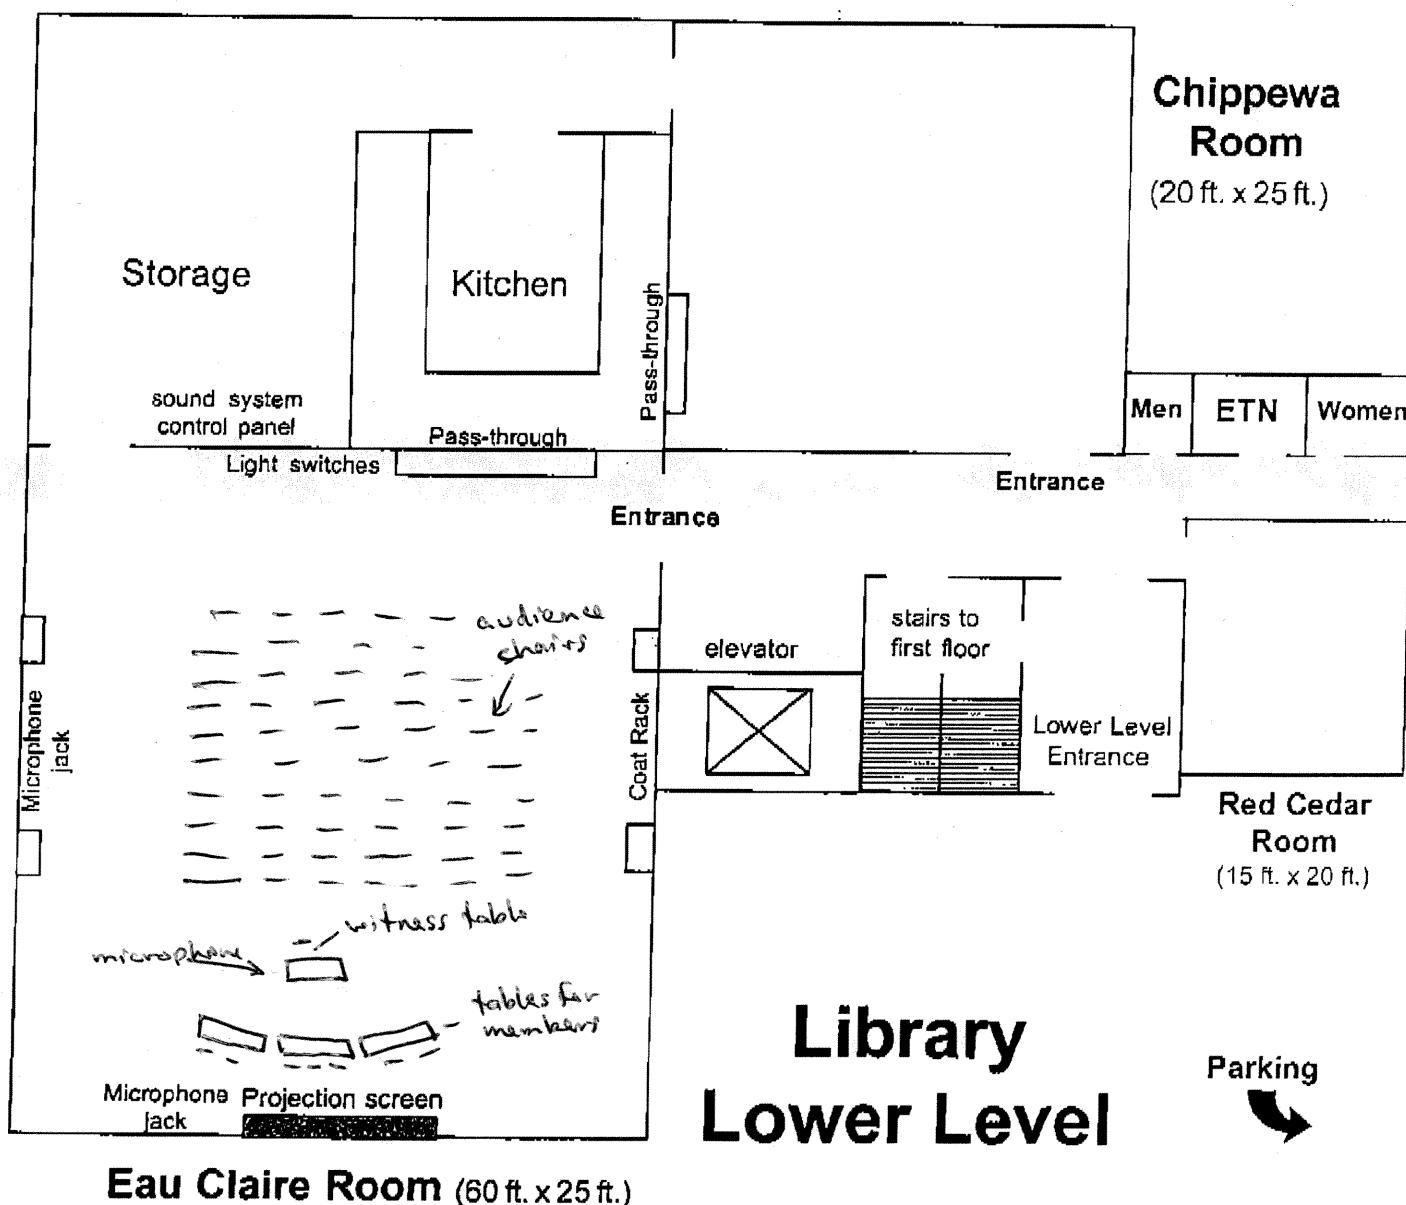 Chippewa
Room
(20 ft. x 25 ft.)
Storage
Kitchen
Pass-through
sound system
control panel
Pass-through
Light switches
Men
ETN
Women
Entrance
Entrance
audience
chairs
elevator
stairs to
first floor
Microphone
jack
Coat Rack
Lower Level
Entrance
Red Cedar
Room
(15 ft. x 20 ft.)
witness table
microphone
tables for
members
Library
Lower Level
Parking
Microphone
jack
Projection screen
Eau Claire Room (60 ft. x 25 ft.)